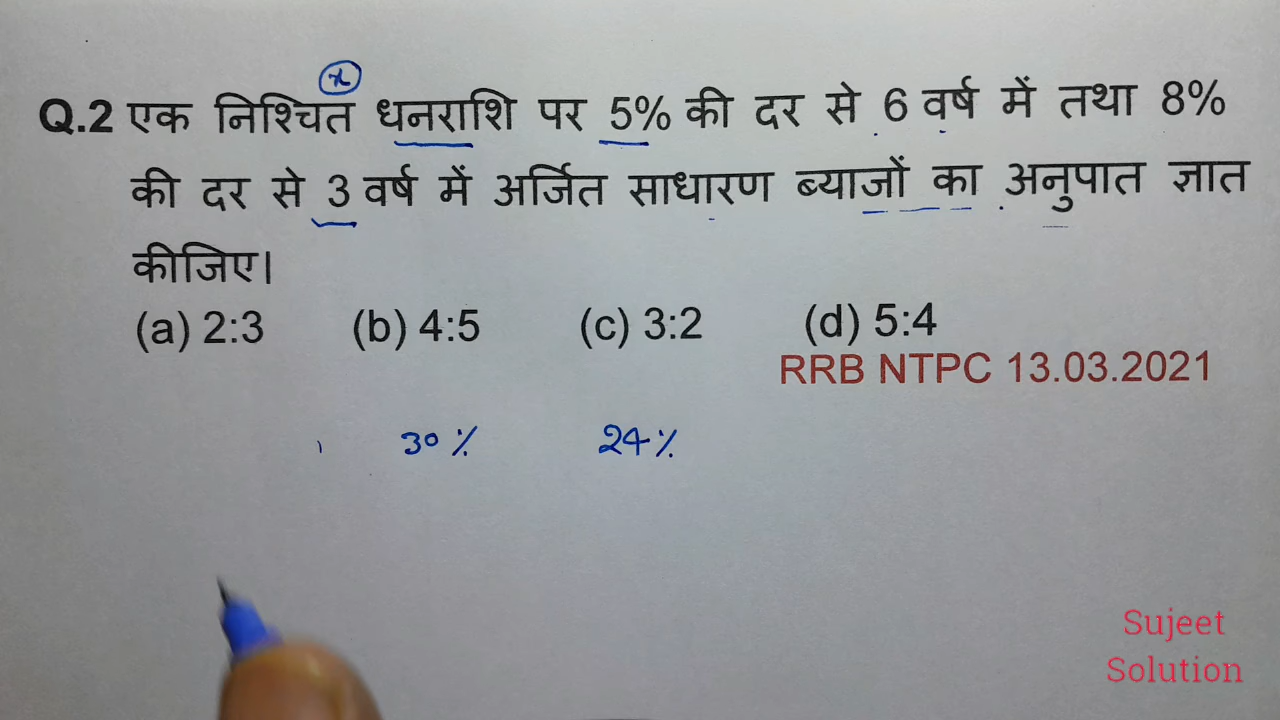 x
Q.2 एक निश्चित धनराशि पर 5% की दर से 6 वर्ष में तथा 8%
की दर से 3 वर्ष में अर्जित साधारण ब्याजों का अनुपात ज्ञात
कीजिए।
(a) 2:3 (b) 4:5 (c) 3:2 (d) 5:4
RRB NTPC 13.03.2021
30% 24%
Sujeet
Solution